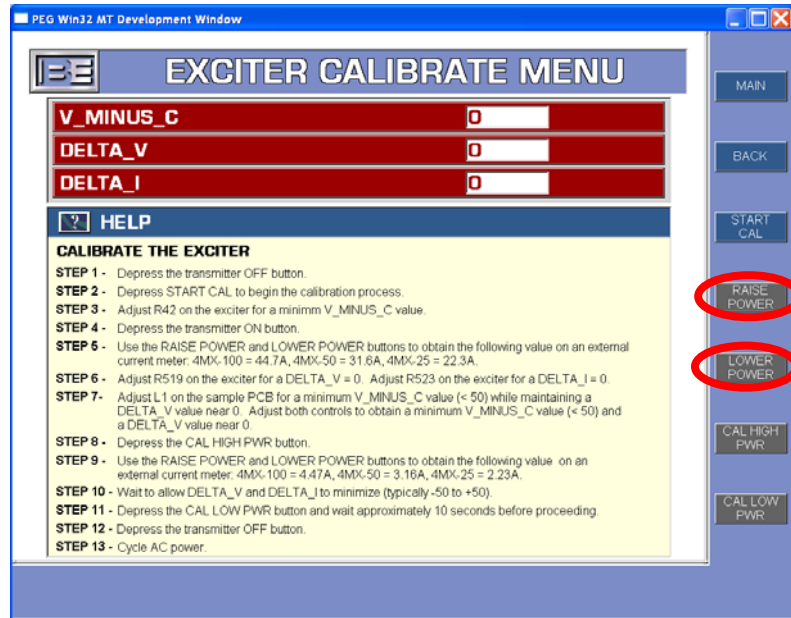 PEG Win32 MT Development Window
BE
EXCITER CALIBRATE MENU
V_MINUS_C 0
DELTA_V 0
DELTA_I 0
? HELP
CALIBRATE THE EXCITER
STEP 1 - Depress the transmitter OFF button.
STEP 2 - Depress START CAL to begin the calibration process.
STEP 3 - Adjust R42 on the exciter for a minimm V_MINUS_C value.
STEP 4 - Depress the transmitter ON button.
STEP 5 - Use the RAISE POWER and LOWER POWER buttons to obtain the following value on an external
current meter: 4MX-100 = 44.7A, 4MX-50 = 31.6A, 4MX-25 = 22.3A.
STEP 6 - Adjust R519 on the exciter for a DELTA_V = 0. Adjust R523 on the exciter for a DELTA_I = 0.
STEP 7- Adjust L1 on the sample PCB for a minimum V_MINUS_C value (< 50) while maintaining a
DELTA_V value near 0. Adjust both controls to obtain a minimum V_MINUS_C value (< 50) and
a DELTA_V value near 0.
STEP 8 - Depress the CAL HIGH PWR button.
STEP 9 - Use the RAISE POWER and LOWER POWER buttons to obtain the following value on an
external current meter: 4MX-100 = 4.47A, 4MX-50 = 3.16A, 4MX-25 = 2.23A.
STEP 10 - Wait to allow DELTA_V and DELTA_I to minimize (typically -50 to +50).
STEP 11 - Depress the CAL LOW PWR button and wait approximately 10 seconds before proceeding.
STEP 12 - Depress the transmitter OFF button.
STEP 13 - Cycle AC power.
MAIN
BACK
START
CAL
RAISE
POWER
LOWER
POWER
CAL HIGH
PWR
CAL LOW
PWR